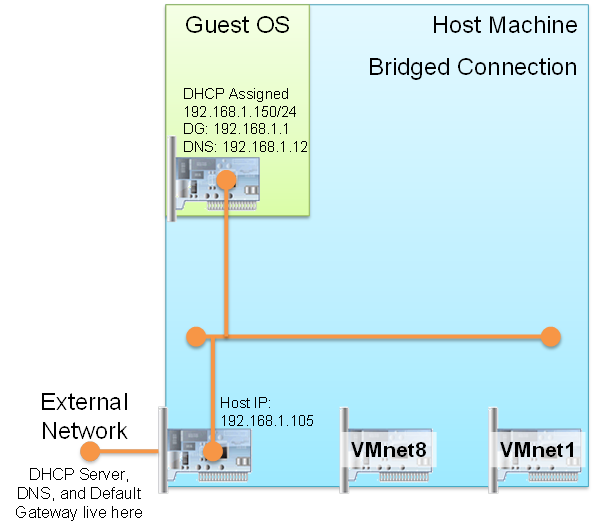 Guest OS
Host Machine
Bridged Connection
DHCP Assigned
192.168.1.150/24
DG: 192.168.1.1
DNS: 192.168.1.12
Host IP:
192.168.1.105
External
Network
DHCP Server,
DNS, and Default
Gateway live here
VMnet8
VMnet1